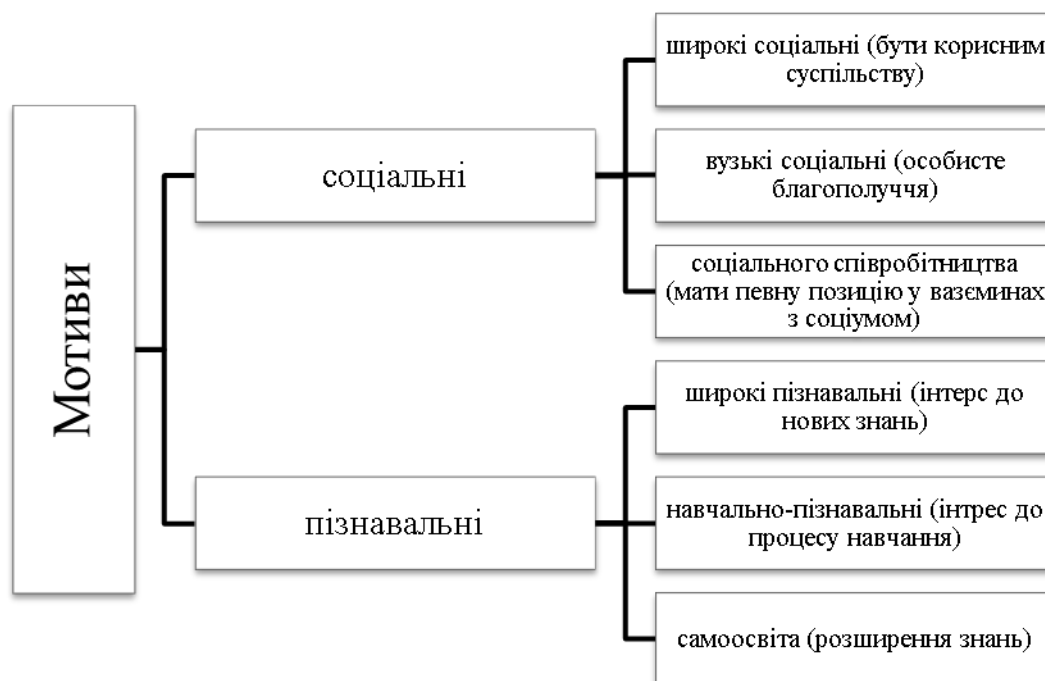 Мотиви
соціальні
широкі соціальні (бути корисним
суспільству)
вузькі соціальні (особисте
благополуччя)
соціального співробітництва
(мати певну позицію у ваземинах
з соціумом)
пізнавальні
широкі пізнавальні (інтерс до
нових знань)
навчально-пізнавальні (інтрес до
процесу навчання)
самоосвіта (розширення знань)